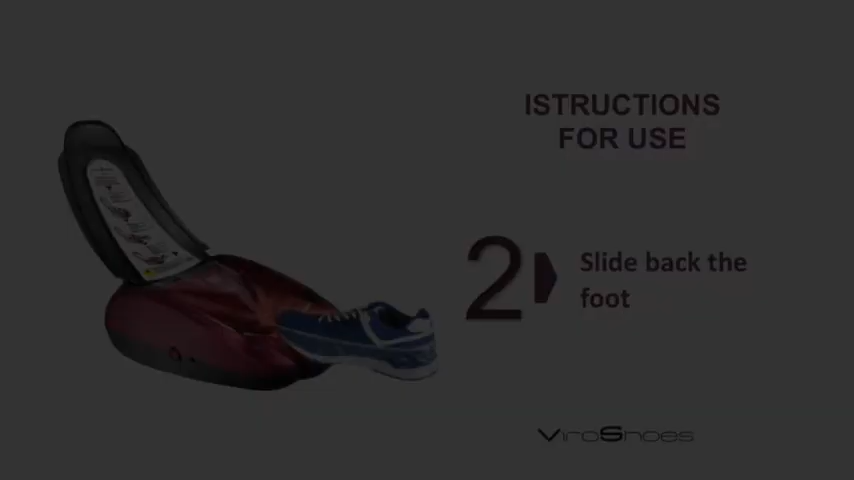 ISTRUCTIONS
FOR USE
2
Slide back the
foot
ViroShoes